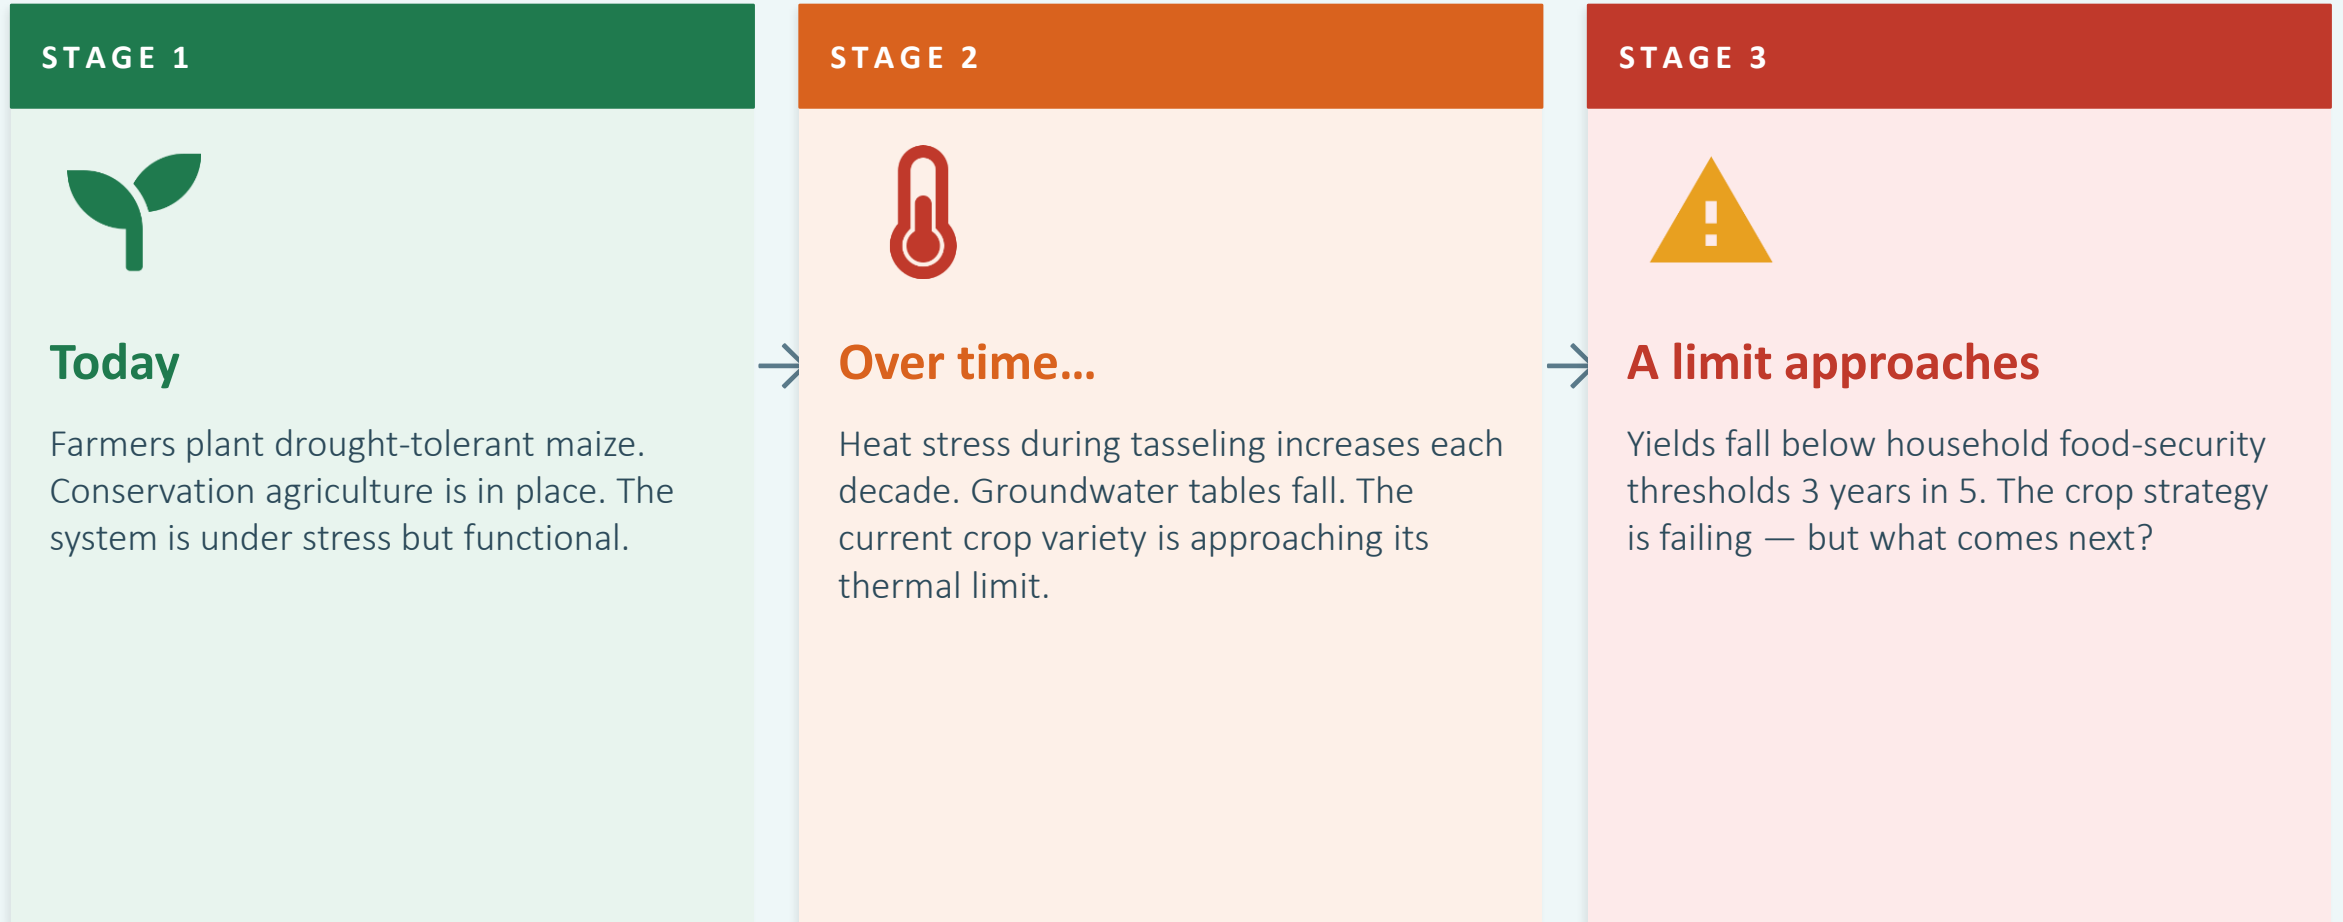 STAGE 1
Today
Farmers plant drought-tolerant maize.
Conservation agriculture is in place. The
system is under stress but functional.
STAGE 2
Over time…
Heat stress during tasseling increases each
decade. Groundwater tables fall. The
current crop variety is approaching its
thermal limit.
STAGE 3
A limit approaches
Yields fall below household food-security
thresholds 3 years in 5. The crop strategy
is failing — but what comes next?